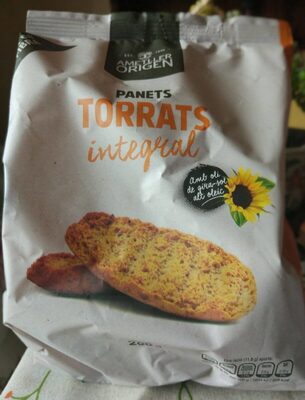 AMETLLER
ORIGEN
PANETS
TORRATS
integral
amb oli
de gira-sol
alt oleic